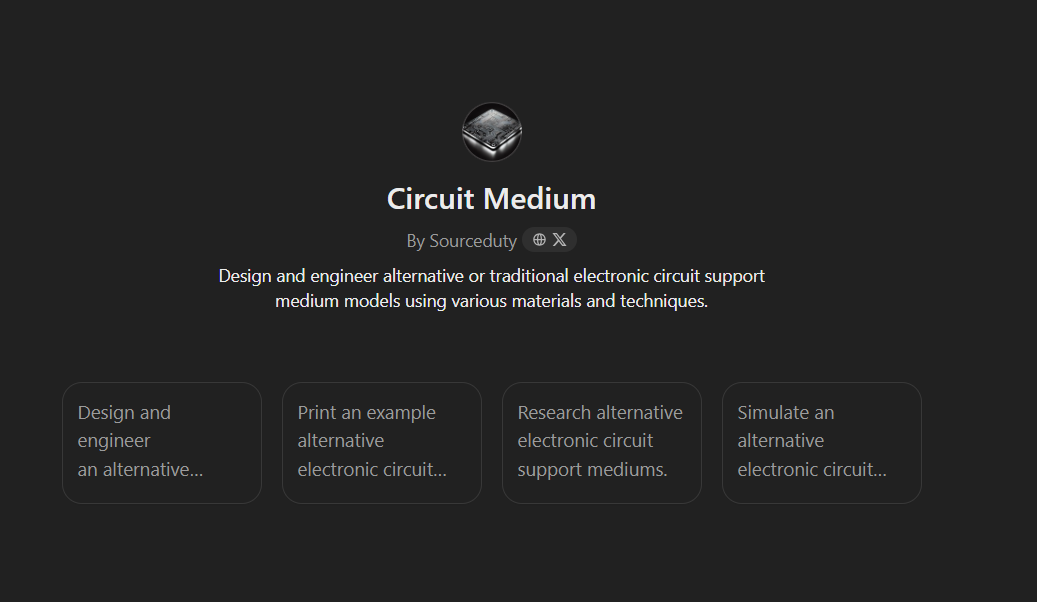 Circuit Medium
By Sourceduty
Design and engineer alternative or traditional electronic circuit support
medium models using various materials and techniques.
Design and
engineer
an alternative...
Print an example
alternative
electronic circuit...
Research alternative
electronic circuit
support mediums.
Simulate an
alternative
electronic circuit...